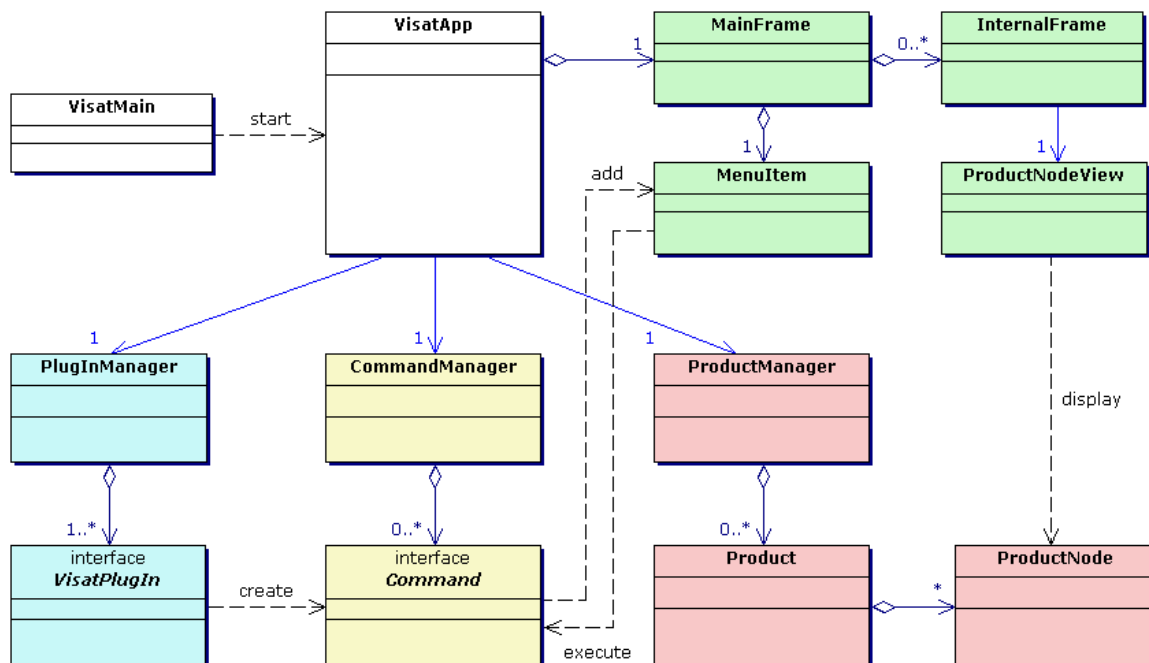 VisatApp
MainFrame
InternalFrame
1
0..*
VisatMain
start
1
1
add
MenuItem
ProductNodeView
1
1
1
PlugInManager
CommandManager
ProductManager
display
1..*
0..*
0..*
interface
VisatPlugIn
interface
Command
Product
ProductNode
create
*
execute